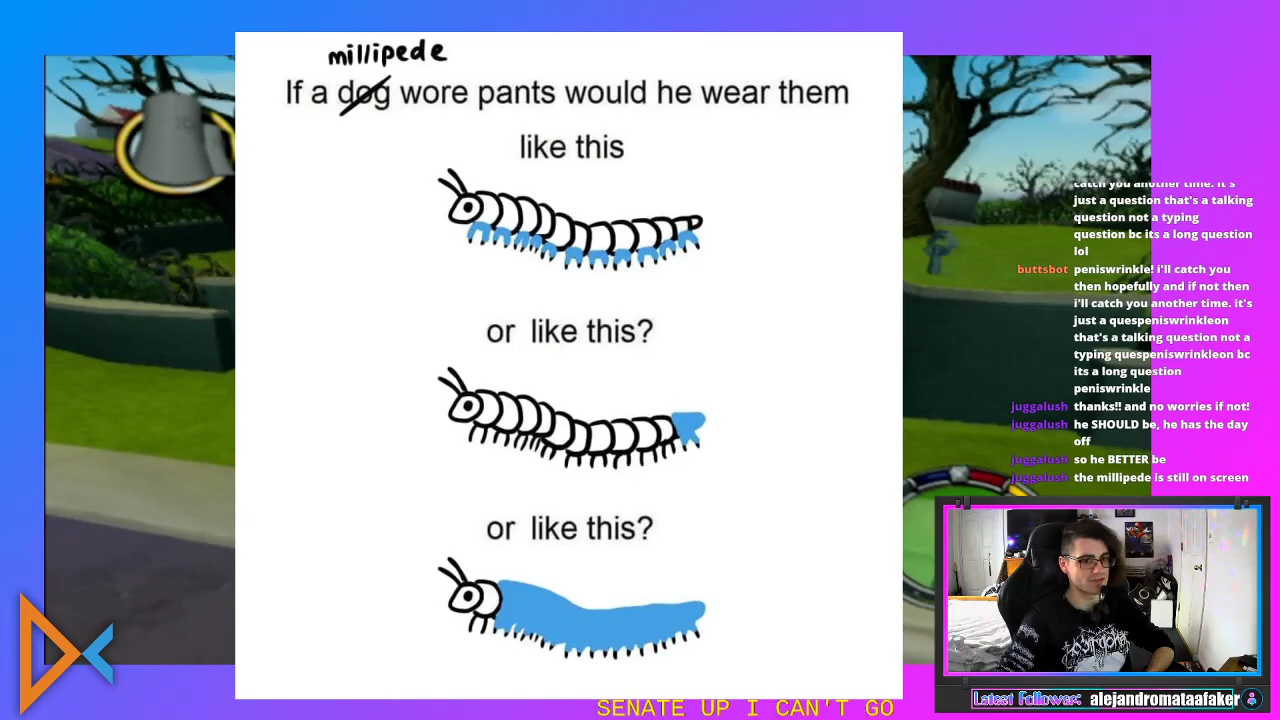 millipede
If a dog wore pants would he wear them
like this
or like this?
or like this?
catch you another time. it's
just a question that's a talking
question not a typing
question bc its a long question
lol
buttsbot peniswrinkle! i'll catch you
then hopefully and if not then
i'll catch you another time. it's
just a quespeniswrinkleon
that's a talking question not a
typing quespeniswrinkleon bc
its a long question
peniswrinkle
juggalush thanks!! and no worries if not!
juggalush he SHOULD be, he has the day
off
juggalush so he BETTER be
juggalush the millipede is still on screen
Latest Follower: alejandromataafaker
SENATE UP I CAN'T GO